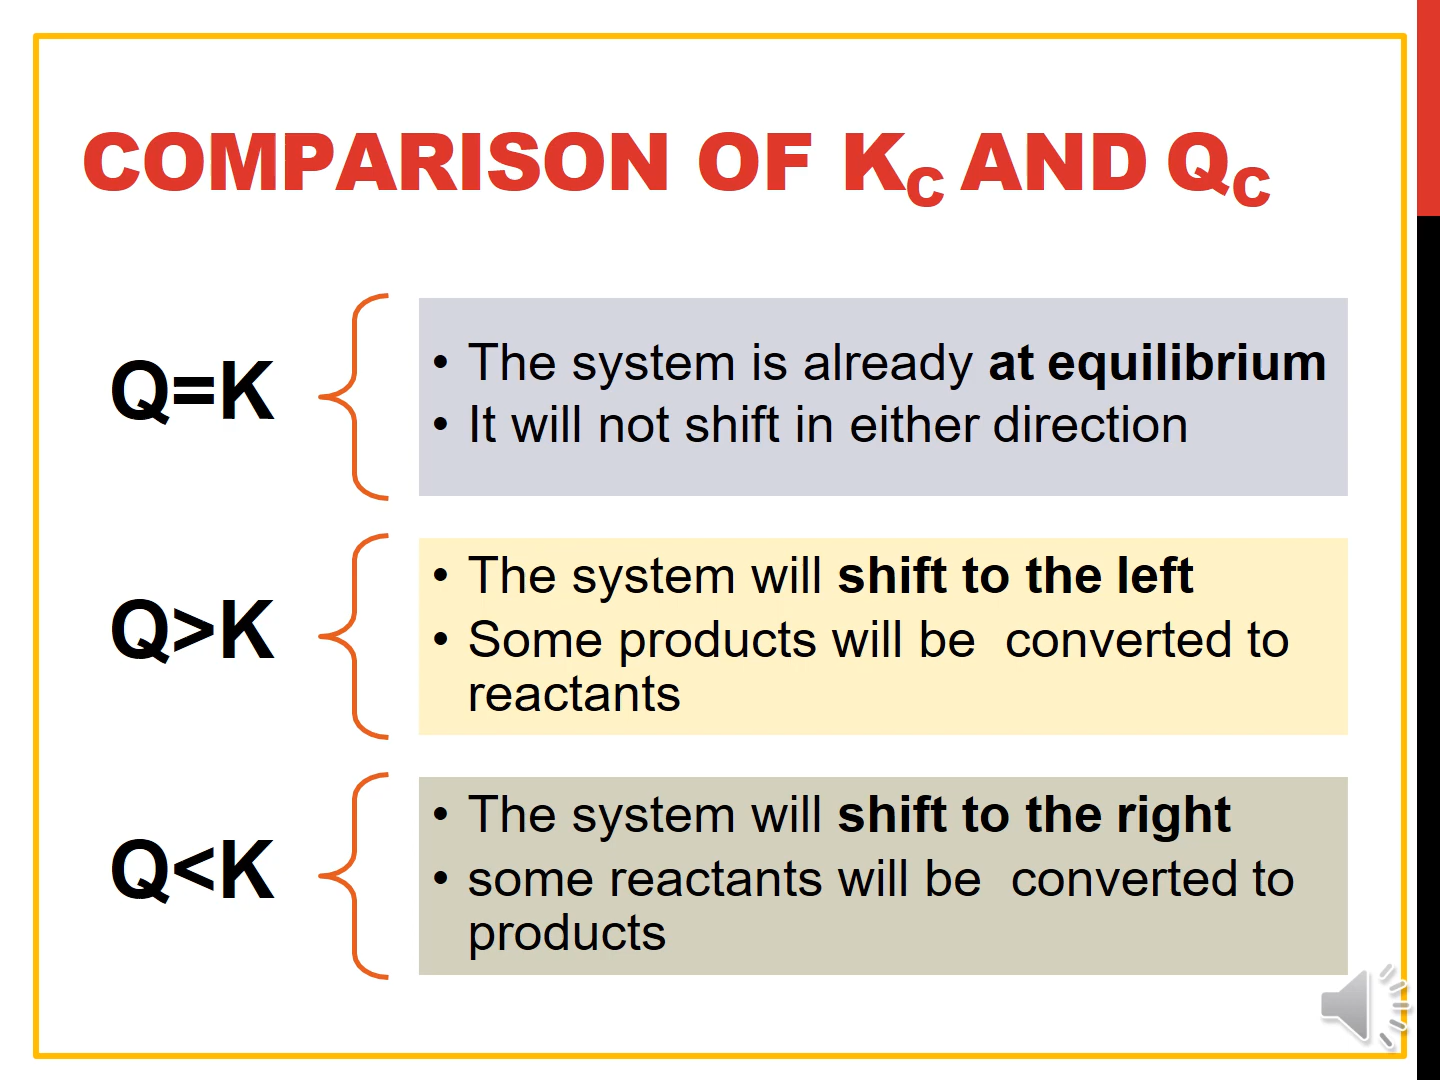 COMPARISON OF KC AND QC
Q=K
• The system is already at equilibrium
• It will not shift in either direction
Q>K
• The system will shift to the left
• Some products will be  converted to
reactants
Q<K
• The system will shift to the right
• some reactants will be  converted to
products